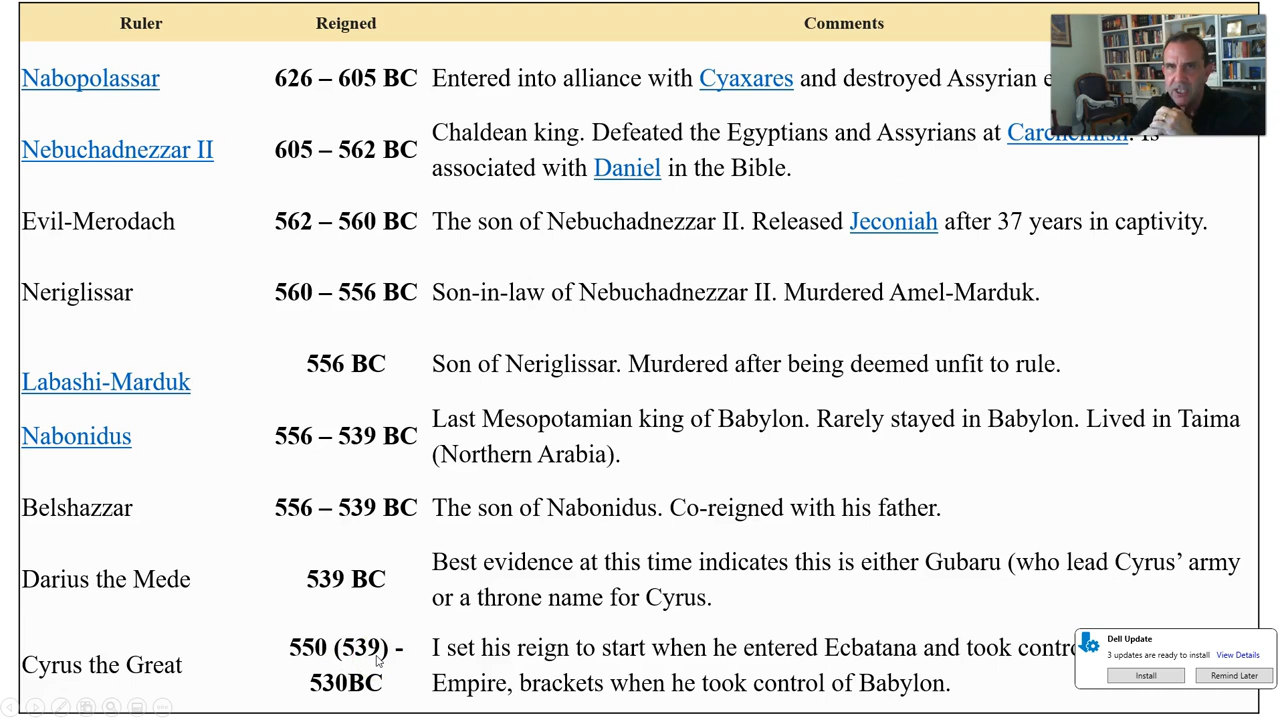 Ruler Reigned Comments
Nabopolassar 626 – 605 BC Entered into alliance with Cyaxares and destroyed Assyrian
Nebuchadnezzar II 605 – 562 BC Chaldean king. Defeated the Egyptians and Assyrians at Carchemish. Is
associated with Daniel in the Bible.
Evil-Merodach 562 – 560 BC The son of Nebuchadnezzar II. Released Jeconiah after 37 years in captivity.
Neriglissar 560 – 556 BC Son-in-law of Nebuchadnezzar II. Murdered Amel-Marduk.
Labashi-Marduk 556 BC Son of Neriglissar. Murdered after being deemed unfit to rule.
Nabonidus 556 – 539 BC Last Mesopotamian king of Babylon. Rarely stayed in Babylon. Lived in Taima
(Northern Arabia).
Belshazzar 556 – 539 BC The son of Nabonidus. Co-reigned with his father.
Darius the Mede 539 BC Best evidence at this time indicates this is either Gubaru (who lead Cyrus’ army
or a throne name for Cyrus.
Cyrus the Great 550 (539) - I set his reign to start when he entered Ecbatana and took
530BC Empire, brackets when he took control of Babylon.
Dell Update
3 updates are ready to install View Details
Install Remind Later